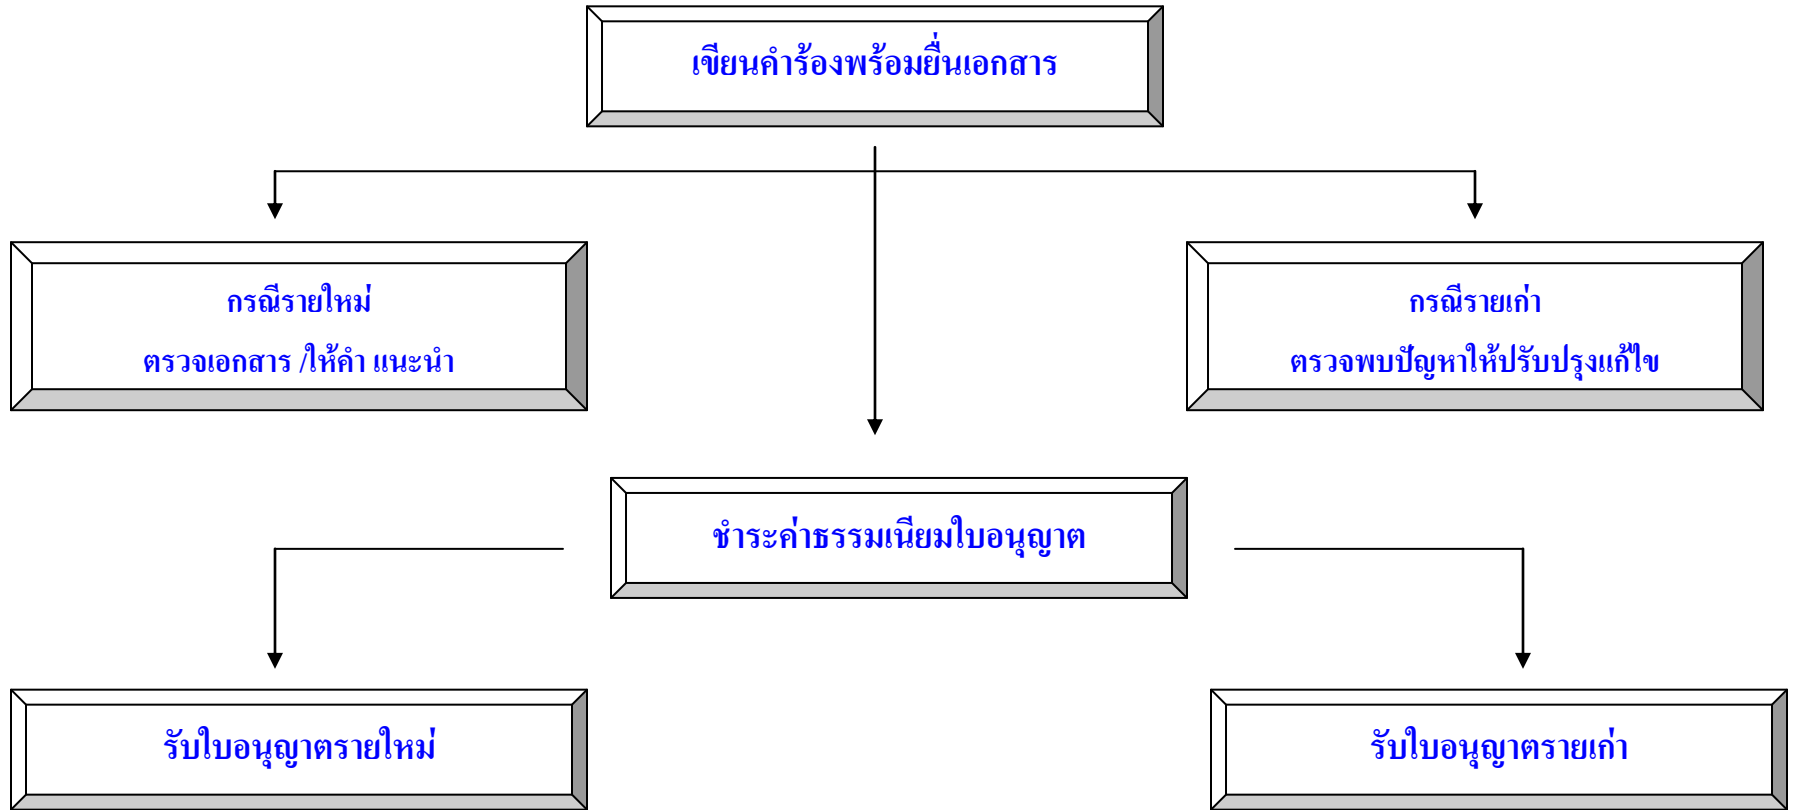 เขียนคำร้องพร้อมยื่นเอกสาร
กรณีรายใหม่
ตรวจเอกสาร /ให้คำ แนะนำ
กรณีรายเก่า
ตรวจพบปัญหาให้ปรับปรุงแก้ไข
ชำระค่าธรรมเนียมใบอนุญาต
รับใบอนุญาตรายใหม่
รับใบอนุญาตรายเก่า